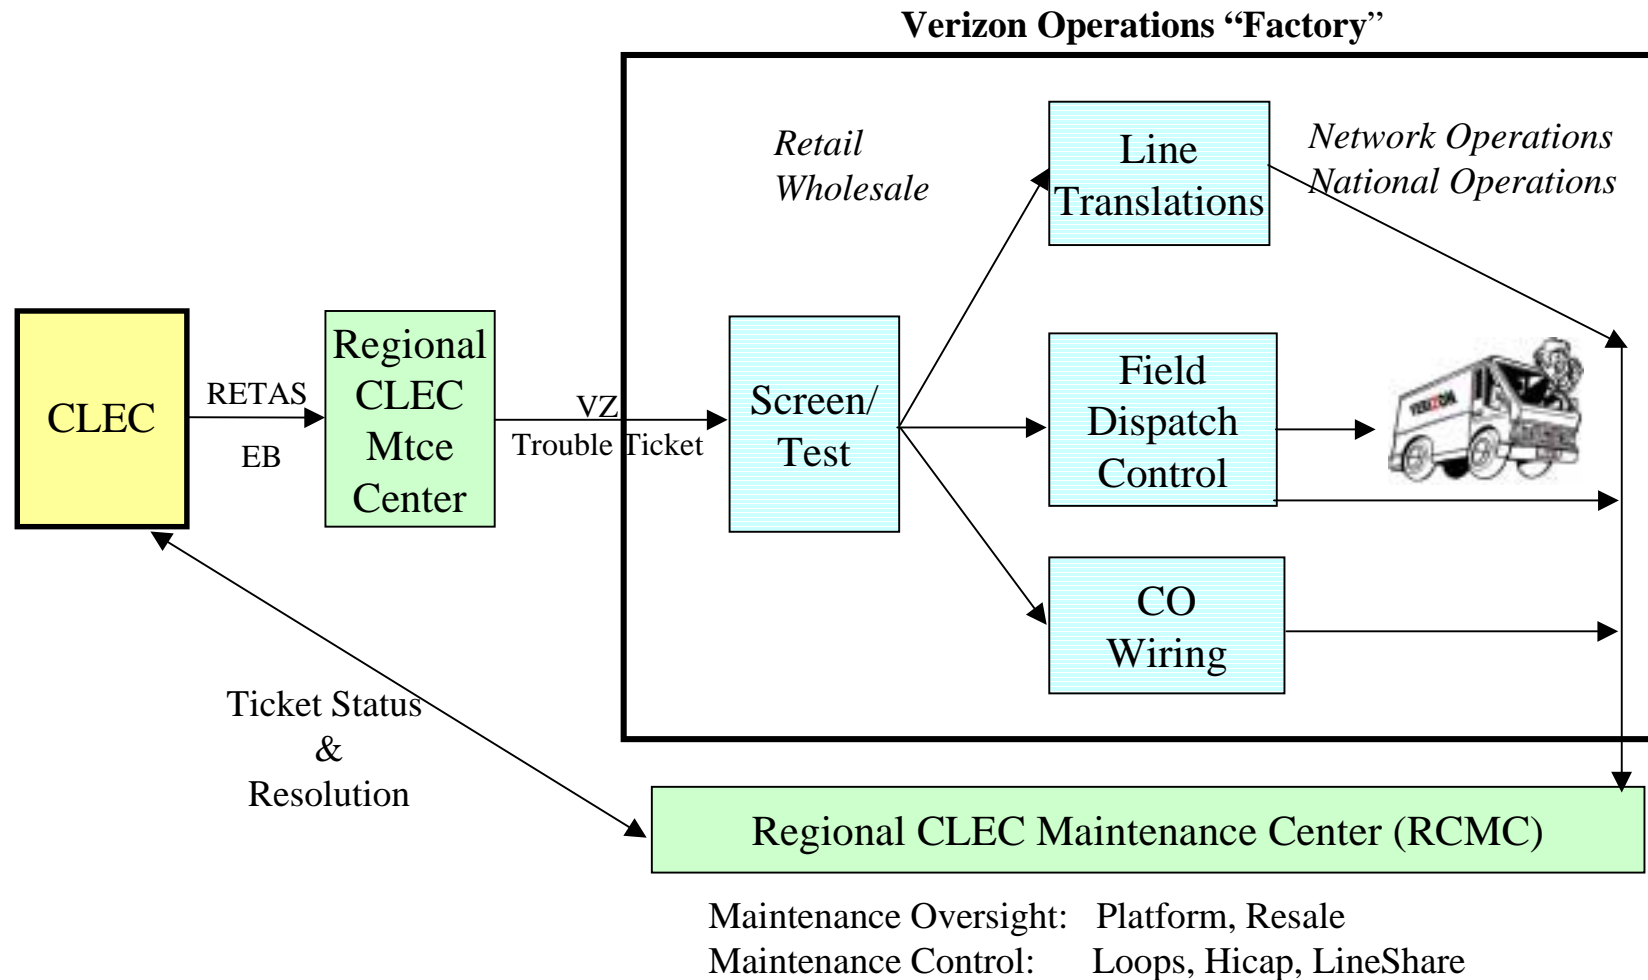 Verizon Operations “Factory”
Retail
Wholesale
Line
Translations
Network Operations
National Operations
CLEC
RETAS
EB
Regional
CLEC
Mtce
Center
VZ
Trouble Ticket
Screen/
Test
Field
Dispatch
Control
VERIZON
CO
Wiring
Ticket Status
&
Resolution
Regional CLEC Maintenance Center (RCMC)
Maintenance Oversight: Platform, Resale
Maintenance Control: Loops, Hicap, LineShare